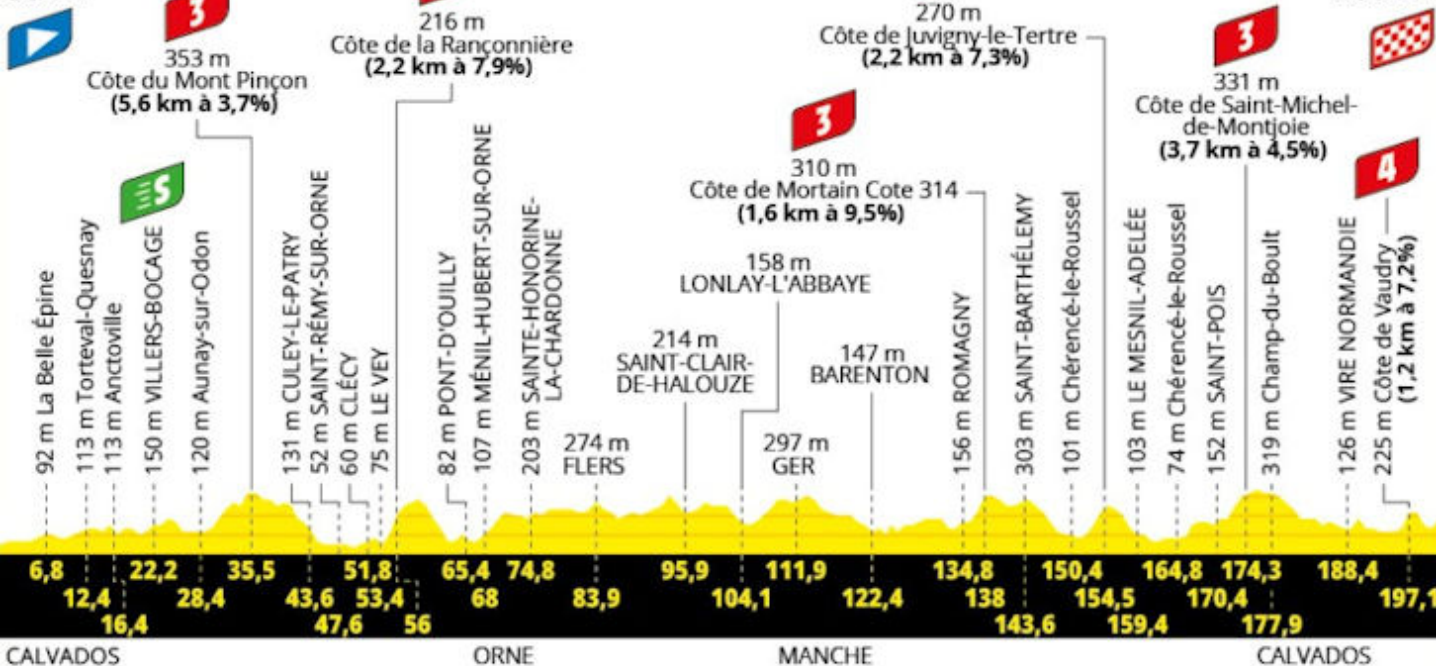 3
353 m
Côte du Mont Pinçon
(5,6 km à 3,7%)
216 m
Côte de la Rançonnière
(2,2 km à 7,9%)
270 m
Côte de Juvigny-le-Tertre
(2,2 km à 7,3%)
3
331 m
Côte de Saint-Michel-
de-Montjoie
(3,7 km à 4,5%)
3
310 m
Côte de Mortain Cote 314
(1,6 km à 9,5%)
S
4
92 m La Belle Épine
113 m Torteval-Quesnay
113 m Anctoville
150 m VILLERS-BOCAGE
120 m Aunay-sur-Odon
131 m CULEY-LE-PATRY
52 m SAINT-RÉMY-SUR-ORNE
60 m CLÉCY
75 m LE VEY
82 m PONT-D'OUILLY
107 m MÉNIL-HUBERT-SUR-ORNE
203 m SAINTE-HONORINE-
LA-CHARDONNE
274 m
FLERS
214 m
SAINT-CLAIR-
DE-HALOUZE
158 m
LONLAY-L'ABBAYE
297 m
GER
147 m
BARENTON
156 m ROMAGNY
303 m SAINT-BARTHÉLEMY
101 m Chérencé-le-Roussel
103 m LE MESNIL-ADELÉE
74 m Chérencé-le-Roussel
152 m SAINT-POIS
319 m Champ-du-Boult
126 m VIRE NORMANDIE
225 m Côte de Vaudry
(1,2 km à 7,2%)
6,8 22,2 35,5 51,8 65,4 74,8 95,9 111,9 134,8 150,4 164,8 174,3 188,4
12,4 28,4 43,6 53,4 68 83,9 104,1 122,4 138 154,5 170,4 197,1
16,4 47,6 56 143,6 159,4 177,9
CALVADOS ORNE MANCHE CALVADOS